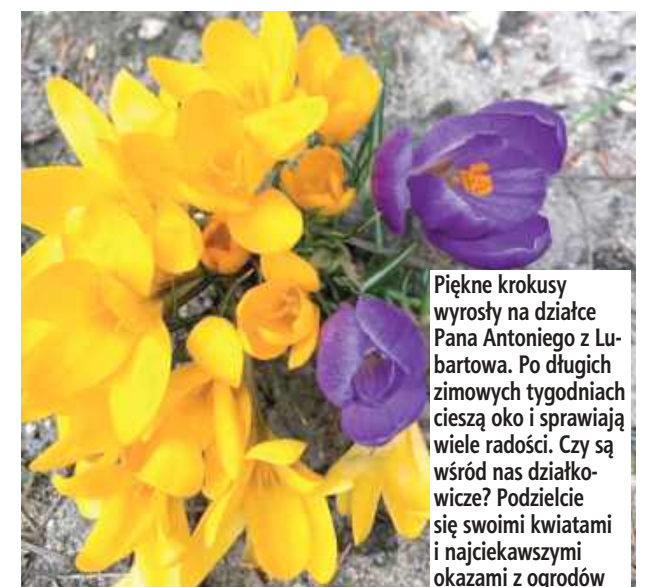 Piękne krokusy
wyrosły na działce
Pana Antoniego z Lu-
bartowa. Po długich
zimowych tygodniach
cieszą oko i sprawiają
wiele radości. Czy są
wśród nas działko-
wicze? Podzielcie
się swoimi kwiatami
i najciekawszymi
okazami z ogrodów